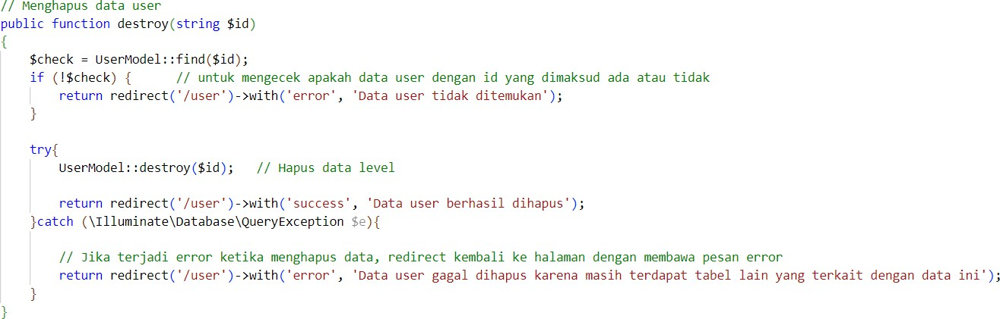 // Menghapus data user
public function destroy(string $id)
{
    $check = UserModel::find($id);
    if (!$check) {      // untuk mengecek apakah data user dengan id yang dimaksud ada atau tidak
        return redirect('/user')->with('error', 'Data user tidak ditemukan');
    }

    try{
        UserModel::destroy($id);   // Hapus data level

        return redirect('/user')->with('success', 'Data user berhasil dihapus');
    }catch (\Illuminate\Database\QueryException $e){

        // Jika terjadi error ketika menghapus data, redirect kembali ke halaman dengan membawa pesan error
        return redirect('/user')->with('error', 'Data user gagal dihapus karena masih terdapat tabel lain yang terkait dengan data ini');
    }
}